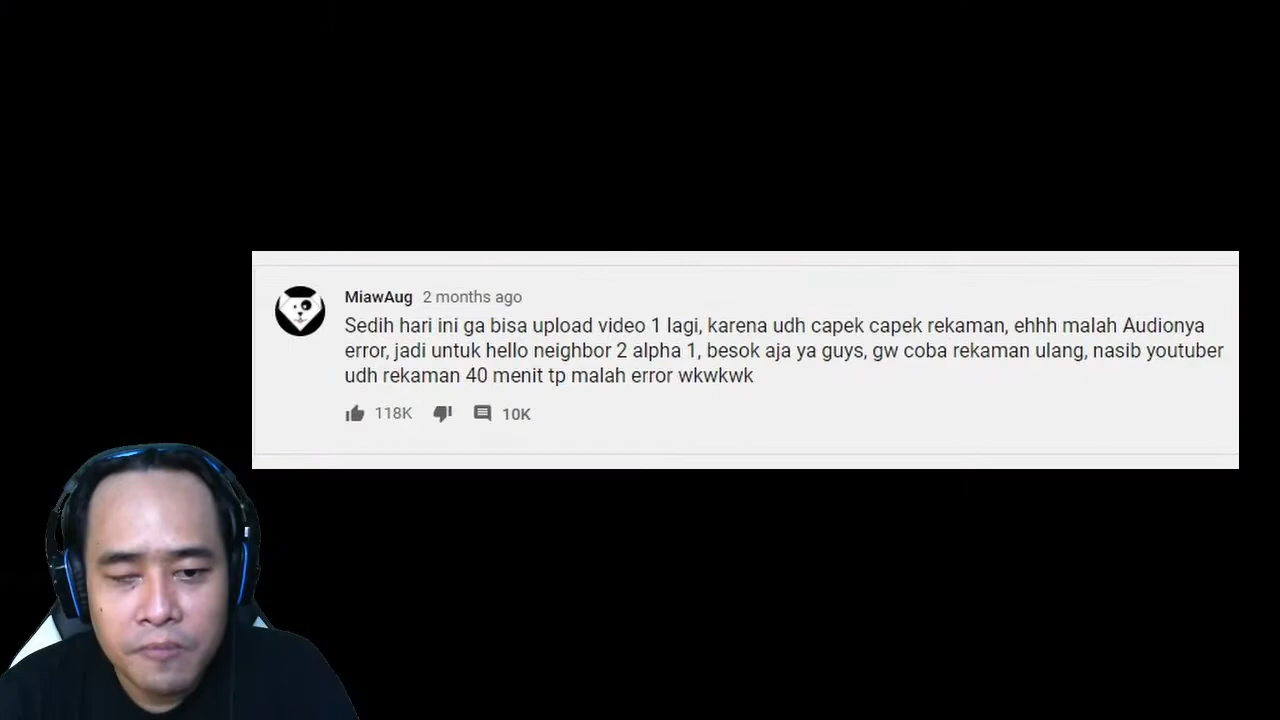 MiawAug 2 months ago
Sedih hari ini ga bisa upload video 1 lagi, karena udh capek capek rekaman, ehhh malah Audionya
error, jadi untuk hello neighbor 2 alpha 1, besok aja ya guys, gw coba rekaman ulang, nasib youtuber
udh rekaman 40 menit tp malah error wkwkwk
118K 10K